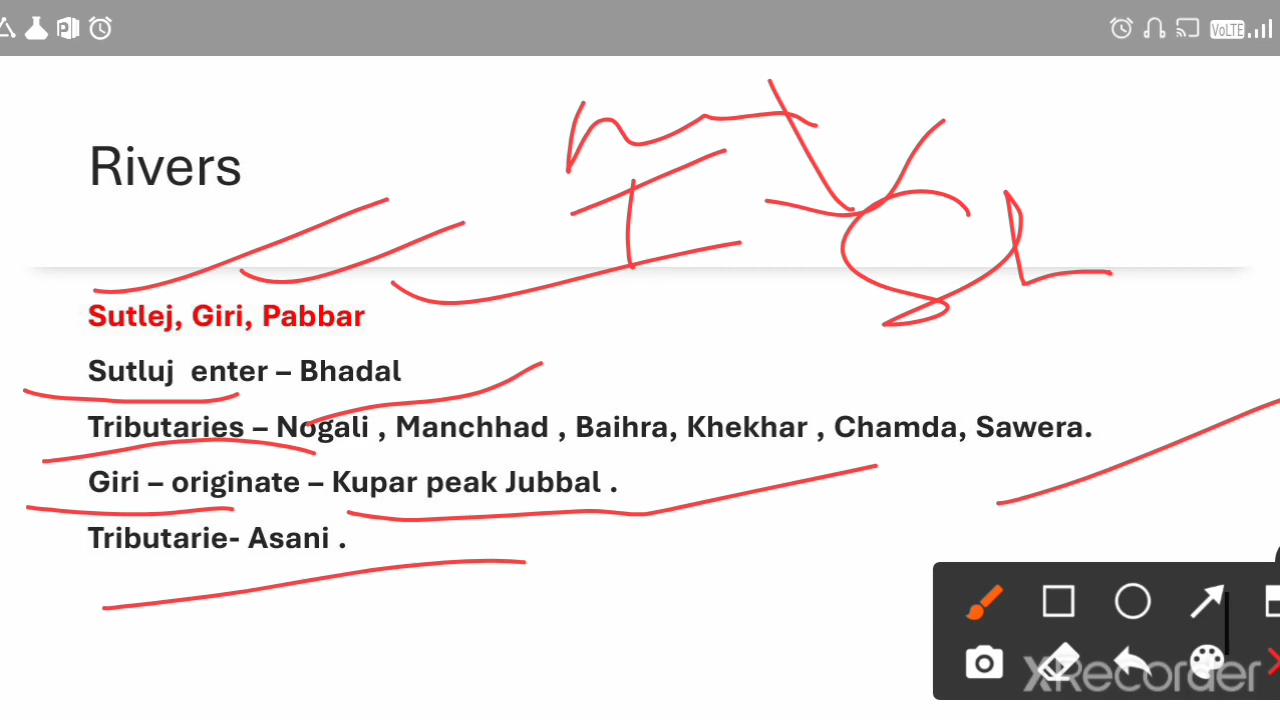 VoLTE
Rivers
Sutlej, Giri, Pabbar
Sutluj enter – Bhadal
Tributaries – Nogali , Manchhad , Baihra, Khekhar , Chamda, Sawera.
Giri – originate – Kupar peak Jubbal .
Tributarie- Asani .
XRecorder